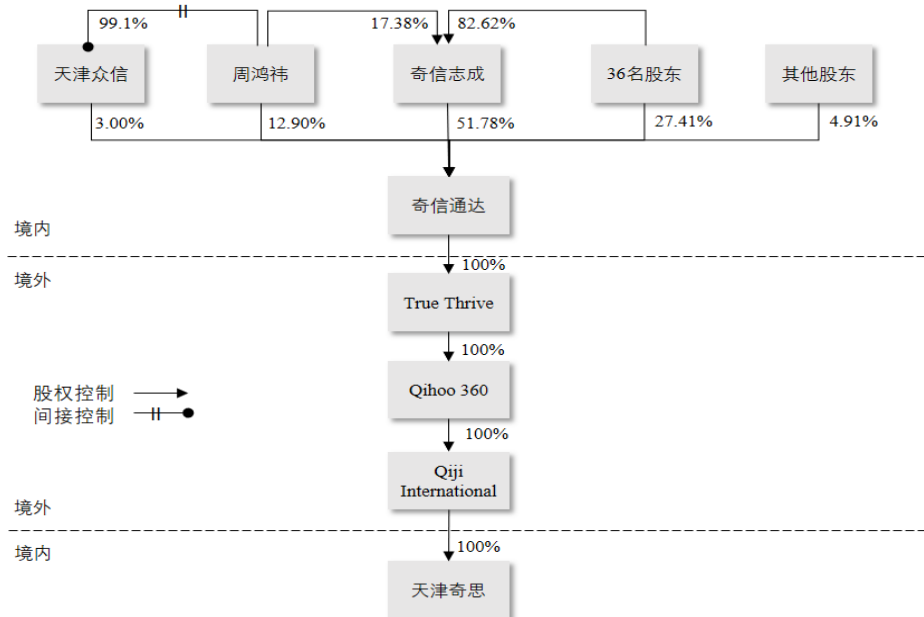 99.1%
17.38%
82.62%
天津众信
周鸿祎
奇信志成
36名股东
其他股东
3.00%
12.90%
51.78%
27.41%
4.91%
奇信通达
境内
100%
境外
True Thrive
100%
Qihoo 360
股权控制
间接控制
100%
Qiji
International
境外
境内
100%
天津奇思